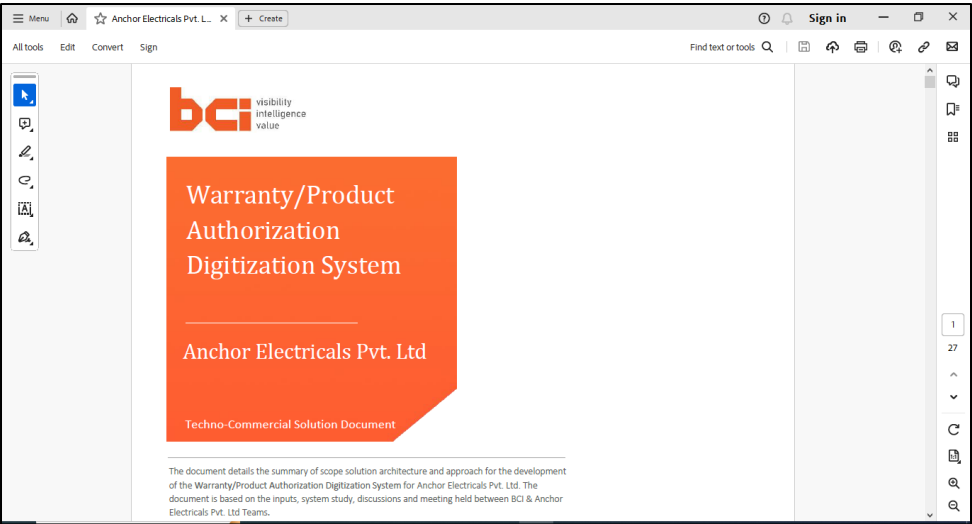 Menu
Anchor Electricals Pvt. L...
+ Create
Sign in
All tools
Edit
Convert
Sign
Find text or tools
bci
visibility
intelligence
value
Warranty/Product
Authorization
Digitization System
Anchor Electricals Pvt. Ltd
Techno-Commercial Solution Document
The document details the summary of scope solution architecture and approach for the development
of the Warranty/Product Authorization Digitization System for Anchor Electricals Pvt. Ltd. The
document is based on the inputs, system study, discussions and meeting held between BCI & Anchor
Electricals Pvt. Ltd Teams.
1
27